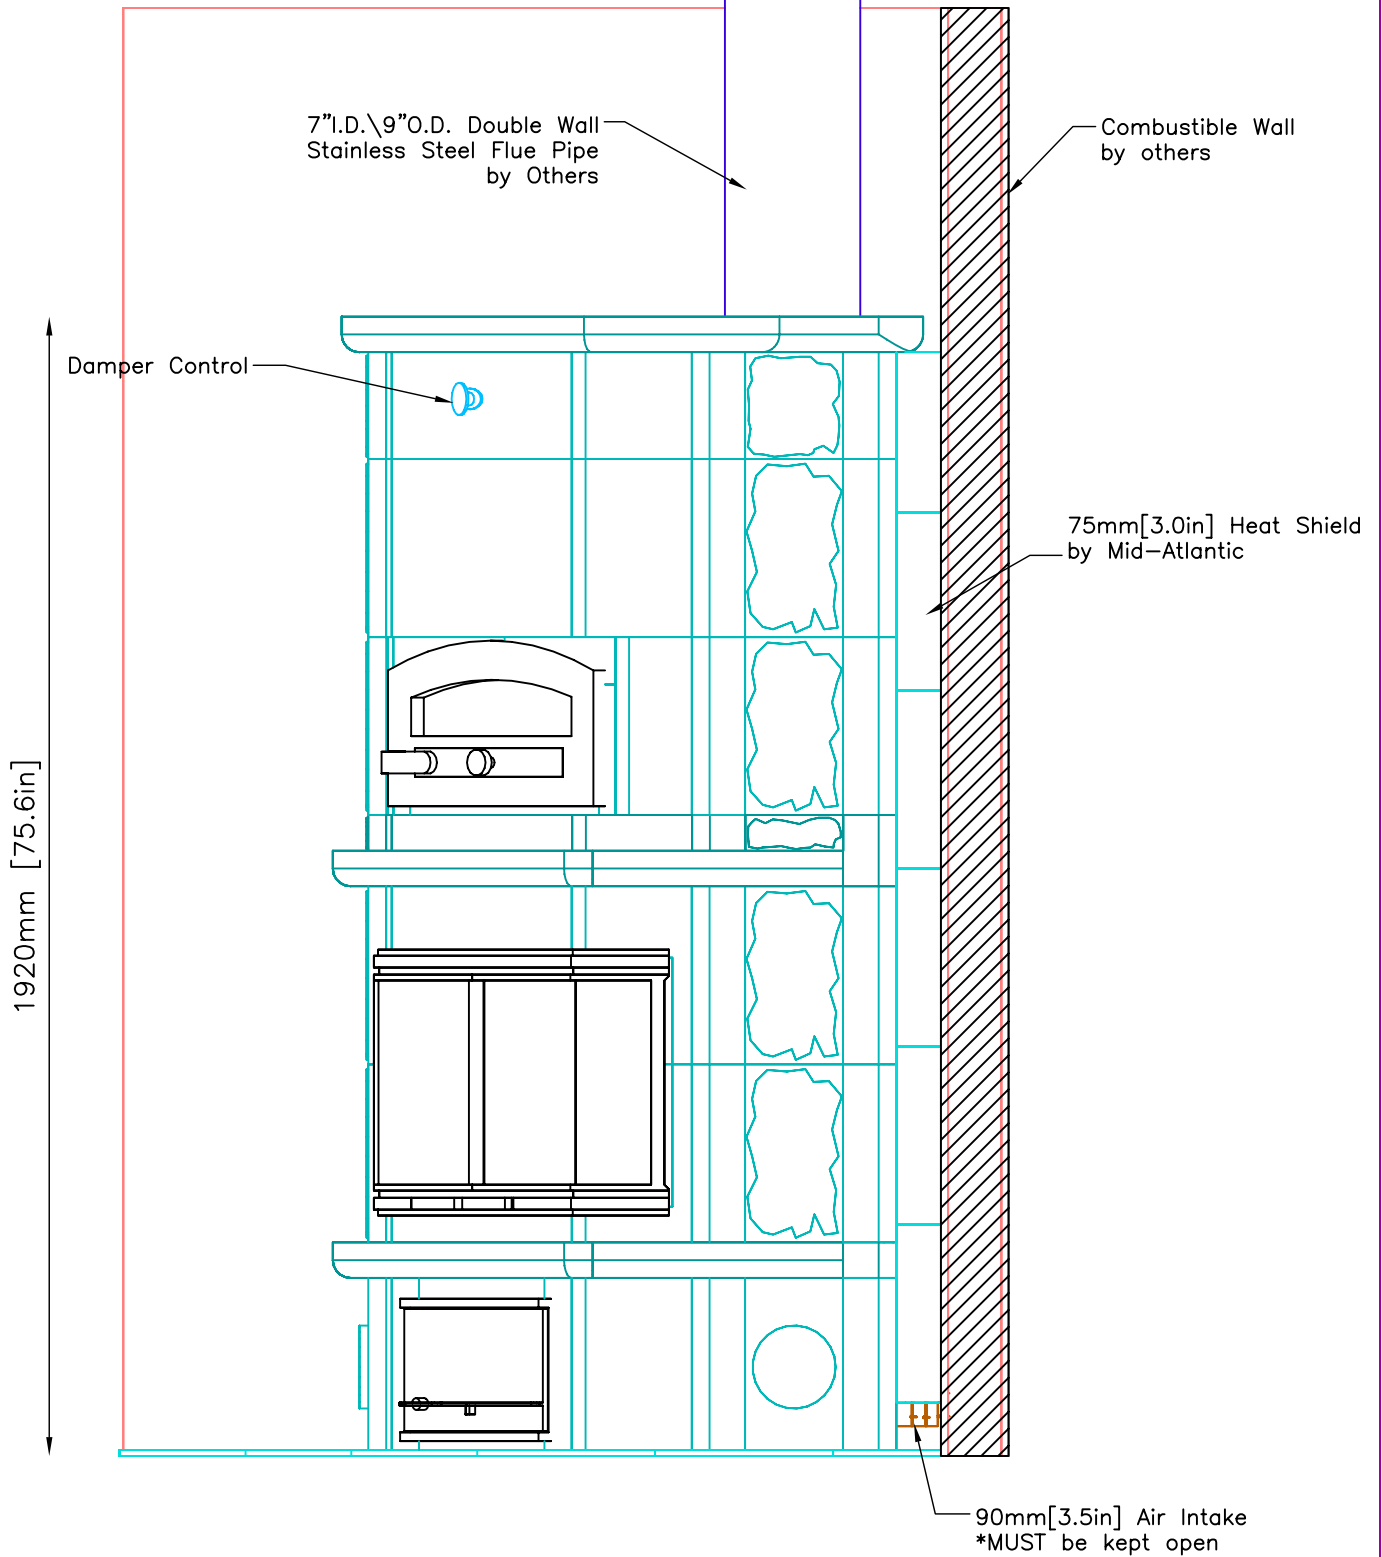 7"I.D.\9"O.D. Double Wall
Stainless Steel Flue Pipe
by Others
Combustible Wall
by others
Damper Control
75mm[3.0in] Heat Shield
by Mid-Atlantic
1920mm [75.6in]
90mm[3.5in] Air Intake
*MUST be kept open